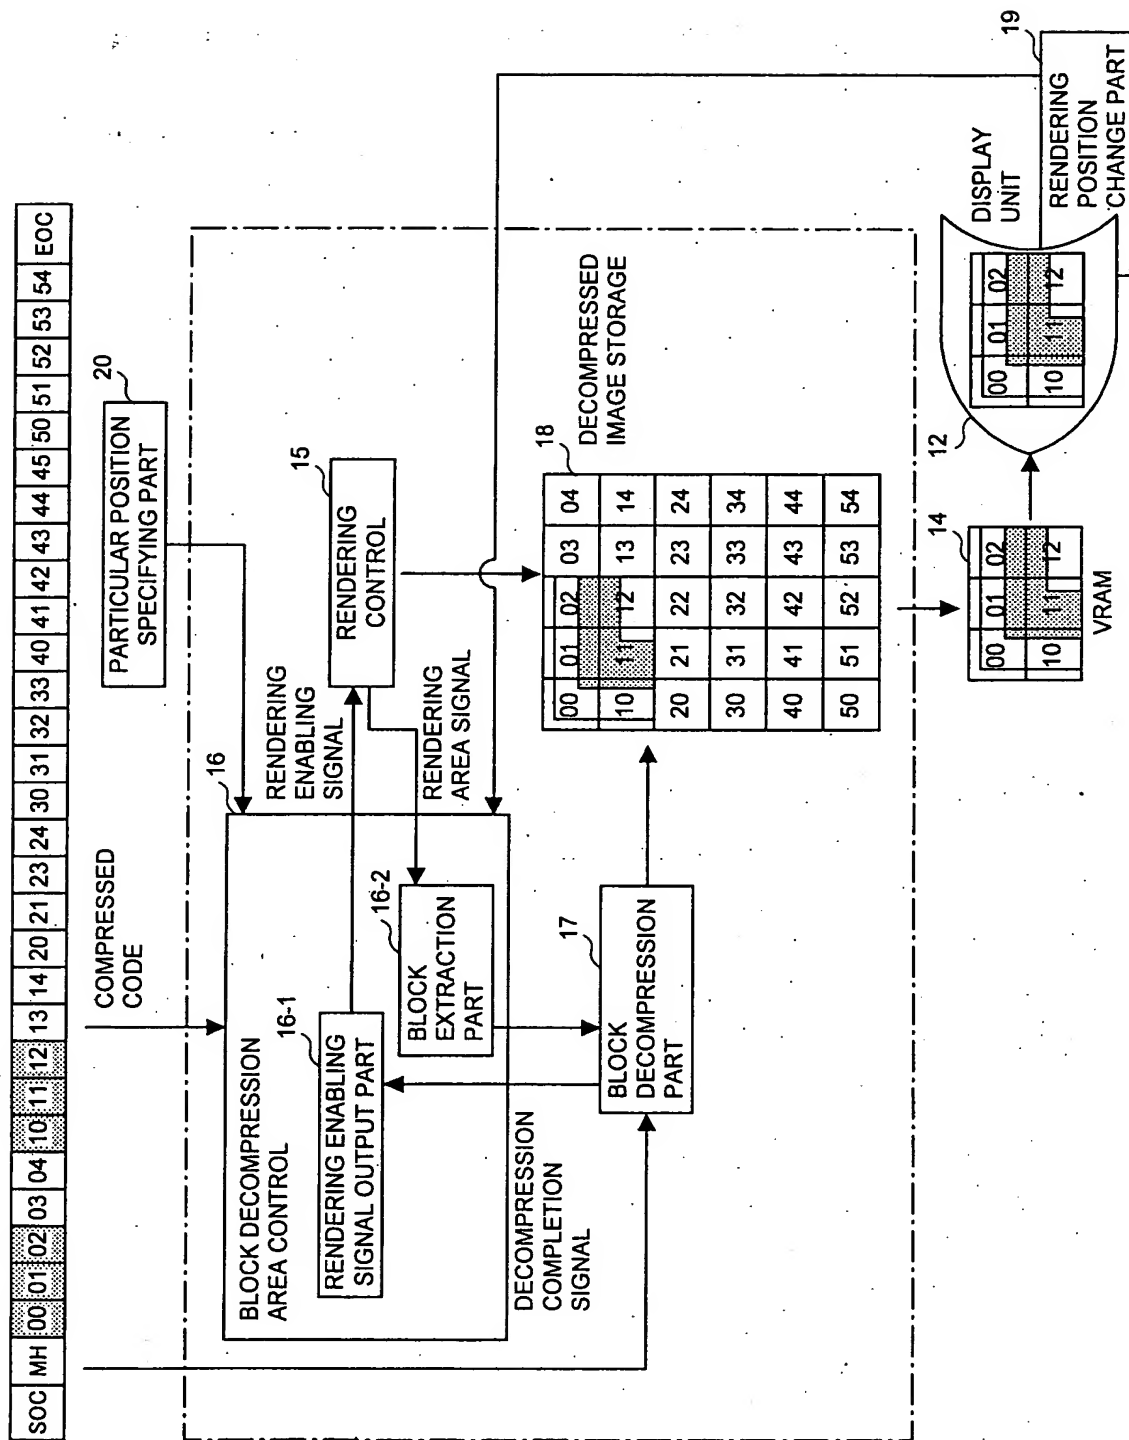 SOC MH 00 01 02 03 04 10 11 12 13 14 20 21 23 24 30 31 32 33 40 41 42 43 44 45 50 51 52 53 54 EOC
COMPRESSED
CODE
20
PARTICULAR POSITION
SPECIFYING PART
16
BLOCK DECOMPRESSION
AREA CONTROL
16-1
RENDERING ENABLING
SIGNAL OUTPUT PART
16-2
BLOCK
EXTRACTION
PART
RENDERING
ENABLING
SIGNAL
15
RENDERING
CONTROL
RENDERING
AREA SIGNAL
DECOMPRESSION
COMPLETION
SIGNAL
17
BLOCK
DECOMPRESSION
PART
18
DECOMPRESSED
IMAGE STORAGE
00 01 02 03 04
10 11 12 13 14
20 21 22 23 24
30 31 32 33 34
40 41 42 43 44
50 51 52 53 54
14
00 01 02
10 11 12
VRAM
12
00 01 02
10 11 12
DISPLAY
UNIT
19
RENDERING
POSITION
CHANGE PART